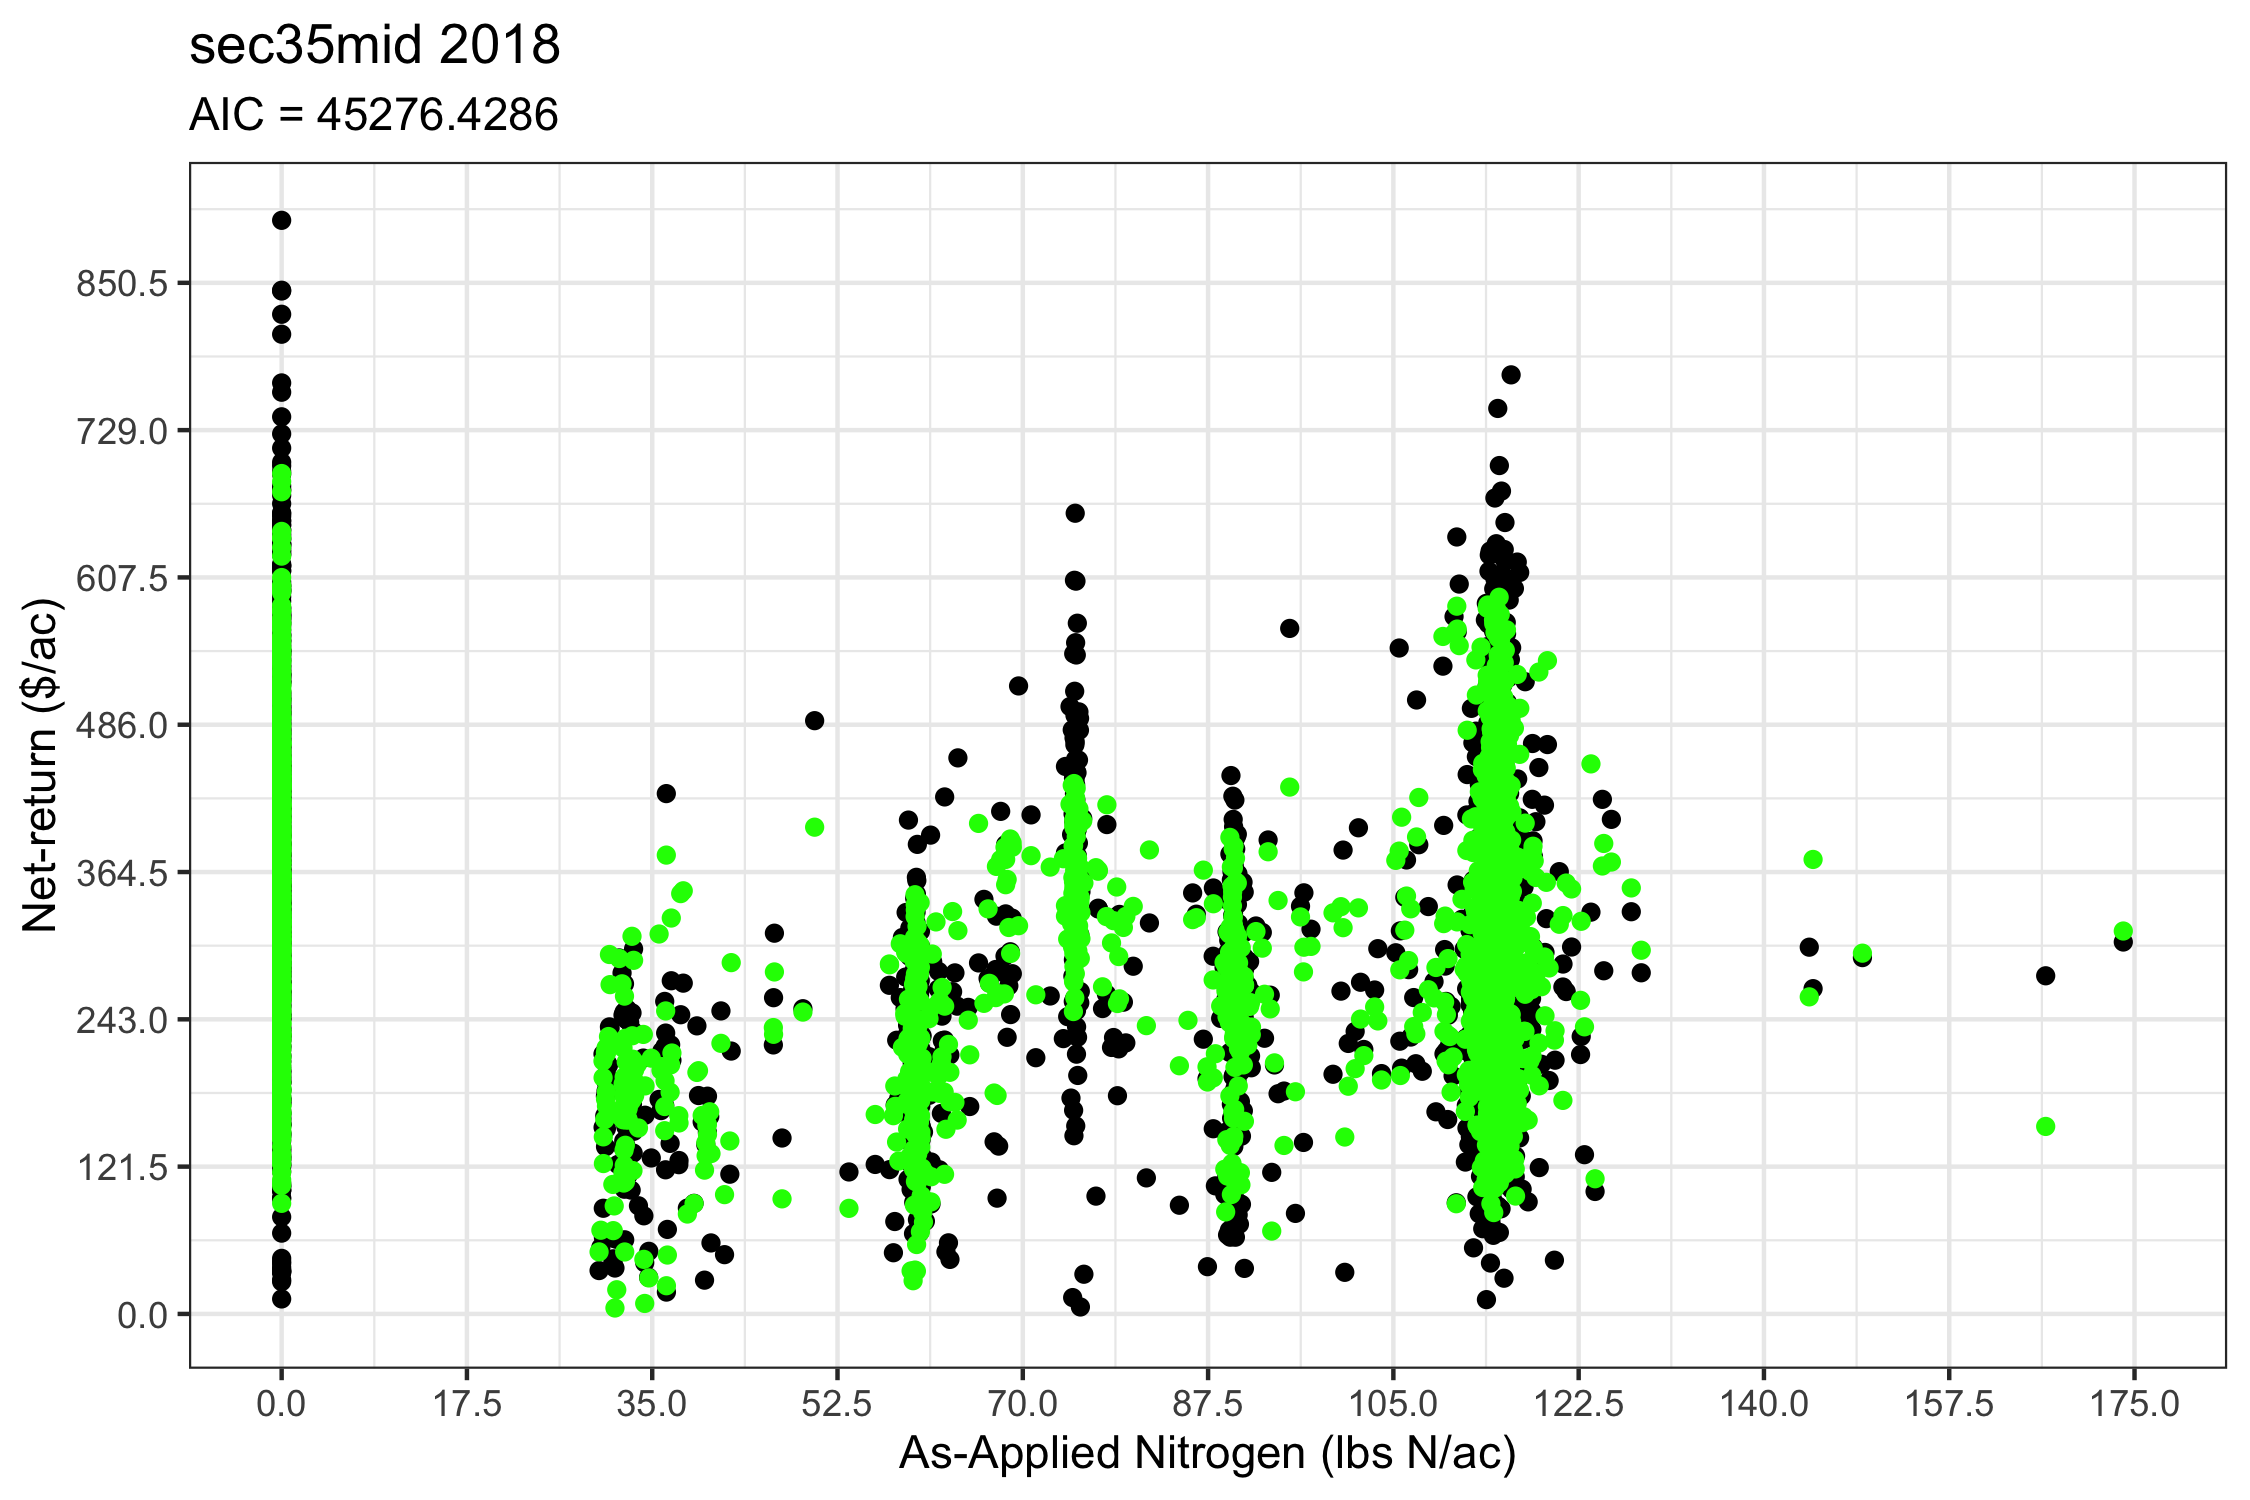 sec35mid 2018
AIC = 45276.4286
850.5
729.0
607.5
486.0
364.5
243.0
121.5
0.0
Net-return ($/ac)
0.0 17.5 35.0 52.5 70.0 87.5 105.0 122.5 140.0 157.5 175.0
As-Applied Nitrogen (lbs N/ac)